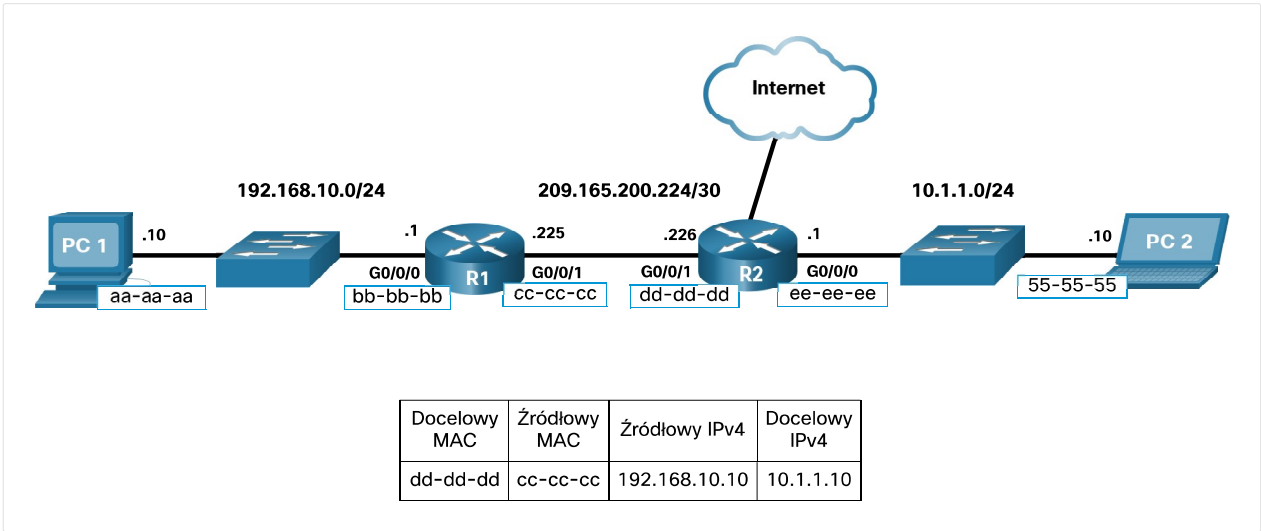 Internet
192.168.10.0/24
209.165.200.224/30
10.1.1.0/24
PC 1
.10
.1
.225
.226
.1
.10
PC 2
G0/0/0
R1
G0/0/1
G0/0/1
R2
G0/0/0
aa-aa-aa
bb-bb-bb
cc-cc-cc
dd-dd-dd
ee-ee-ee
55-55-55
Docelowy MAC
Źródłowy MAC
Źródłowy IPv4
Docelowy IPv4
dd-dd-dd
cc-cc-cc
192.168.10.10
10.1.1.10